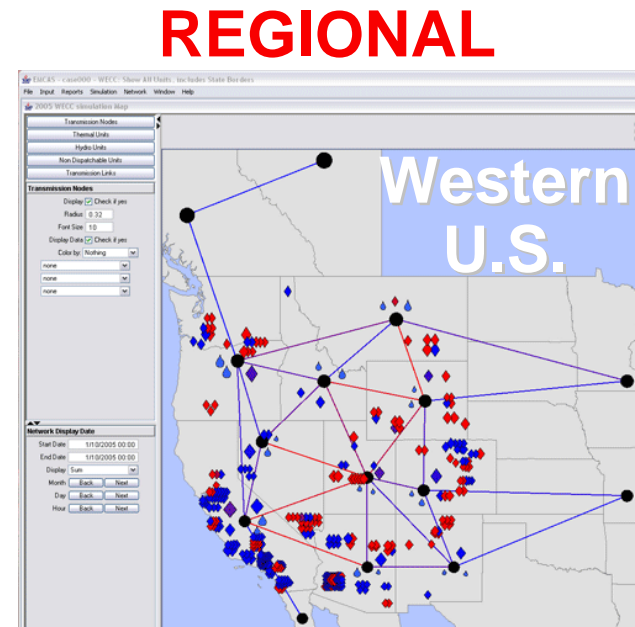 REGIONAL
EMCAS - case000 - WECC: Show All Units, includes State Borders
File Input Reports Simulation Network Window Help
2005 WECC simulation Map
Transmission Nodes
Thermal Units
Hydro Units
Non Dispatchable Units
Transmission Links
Transmission Nodes
Display Check if yes
Radius 0.32
Font Size 10
Display Data Check if yes
Color by: Nothing
none
none
none
Western
U.S.
Network Display Date
Start Date 1/10/2005 00:00
End Date 1/10/2005 00:00
Display Sum
Month Back Next
Day Back Next
Hour Back Next